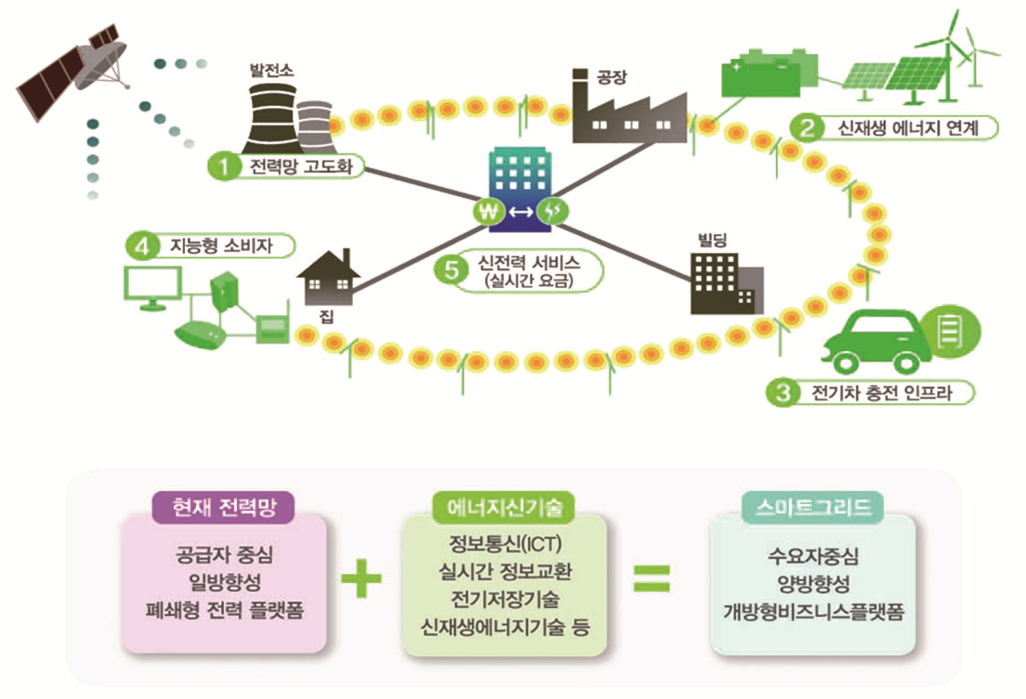 발전소
공장
1 전력망 고도화
2 신재생 에너지 연계
₩
4 지능형 소비자
5 신전력 서비스
(실시간 요금)
빌딩
집
3 전기차 충전 인프라
현재 전력망
공급자 중심
일방향성
폐쇄형 전력 플랫폼
+
에너지신기술
정보통신(ICT)
실시간 정보교환
전기저장기술
신재생에너지기술 등
=
스마트그리드
수요자중심
양방향성
개방형비즈니스플랫폼